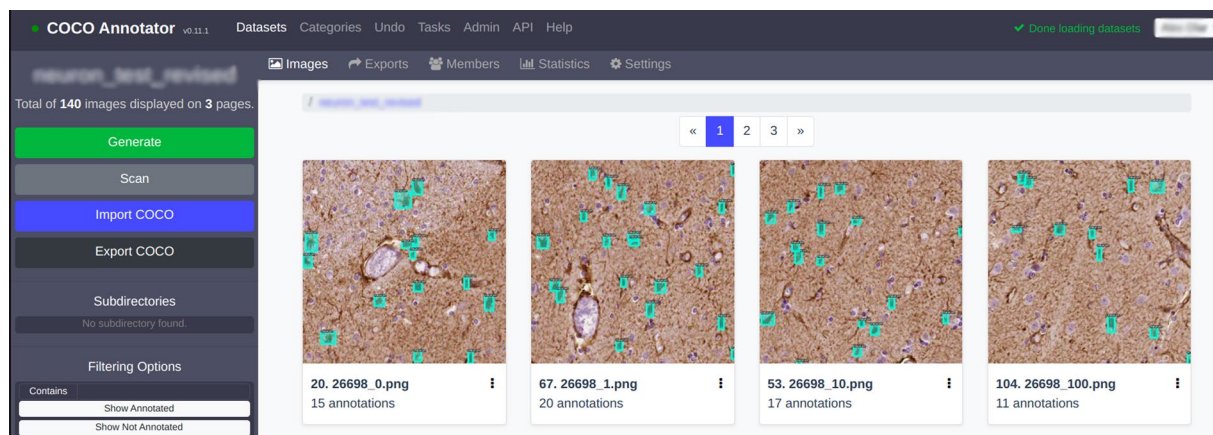 COCO Annotator v0.11.1 Datasets Categories Undo Tasks Admin API Help Done loading datasets
Images Exports Members Statistics Settings
neuron_test_revised
Total of 140 images displayed on 3 pages.
/ neuron_test_revised
« 1 2 3 »
Generate
Scan
Import COCO
Export COCO
Subdirectories
No subdirectory found.
Filtering Options
Contains
Show Annotated
Show Not Annotated
20. 26698_0.png
15 annotations
67. 26698_1.png
20 annotations
53. 26698_10.png
17 annotations
104. 26698_100.png
11 annotations